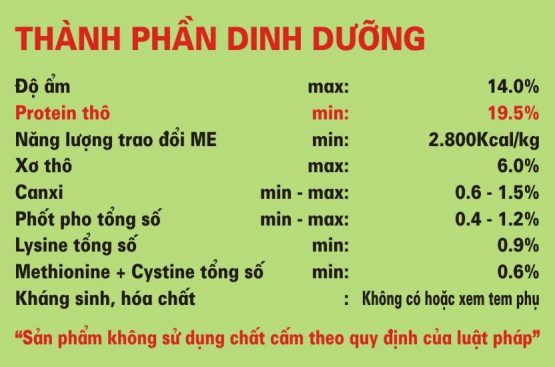 THÀNH PHẦN DINH DƯỠNG
Độ ẩm max: 14.0%
Protein thô min: 19.5%
Năng lượng trao đổi ME min: 2.800Kcal/kg
Xơ thô max: 6.0%
Canxi min - max: 0.6 - 1.5%
Phốt pho tổng số min - max: 0.4 - 1.2%
Lysine tổng số min: 0.9%
Methionine + Cystine tổng số min: 0.6%
Kháng sinh, hóa chất : Không có hoặc xem tem phụ
“Sản phẩm không sử dụng chất cấm theo quy định của luật pháp”